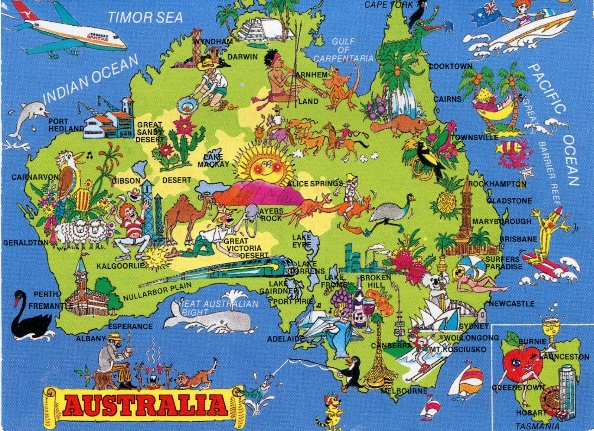 TIMOR SEA
CAPE YORK
WYNDHAM
DARWIN
GULF
OF
CARPENTARIA
INDIAN OCEAN
PACIFIC OCEAN
ARNHEM
LAND
COOKTOWN
CAIRNS
GREAT
BARRIER REEF
PORT
HEDLAND
GREAT
SANDY
DESERT
TOWNSVILLE
LAKE
MACKAY
CARNARVON
GIBSON
DESERT
ALICE SPRINGS
ROCKHAMPTON
GLADSTONE
AYERS
ROCK
MARYBOROUGH
BRISBANE
GERALDTON
GREAT
VICTORIA
DESERT
LAKE
EYRE
KALGOORLIE
SURFERS
PARADISE
LAKE
TORRENS
LAKE
FROME
BROKEN
HILL
LAKE
GAIRDNER
NULLARBOR PLAIN
PERTH
FREMANTLE
PORT PIRIE
NEWCASTLE
GREAT AUSTRALIAN
BIGHT
ESPERANCE
ALBANY
ADELAIDE
SYDNEY
WOLLONGONG
CANBERRA
MT KOSCIUSKO
MELBOURNE
BURNIE
LAUNCESTON
QUEENSTOWN
HOBART
TASMANIA
AUSTRALIA